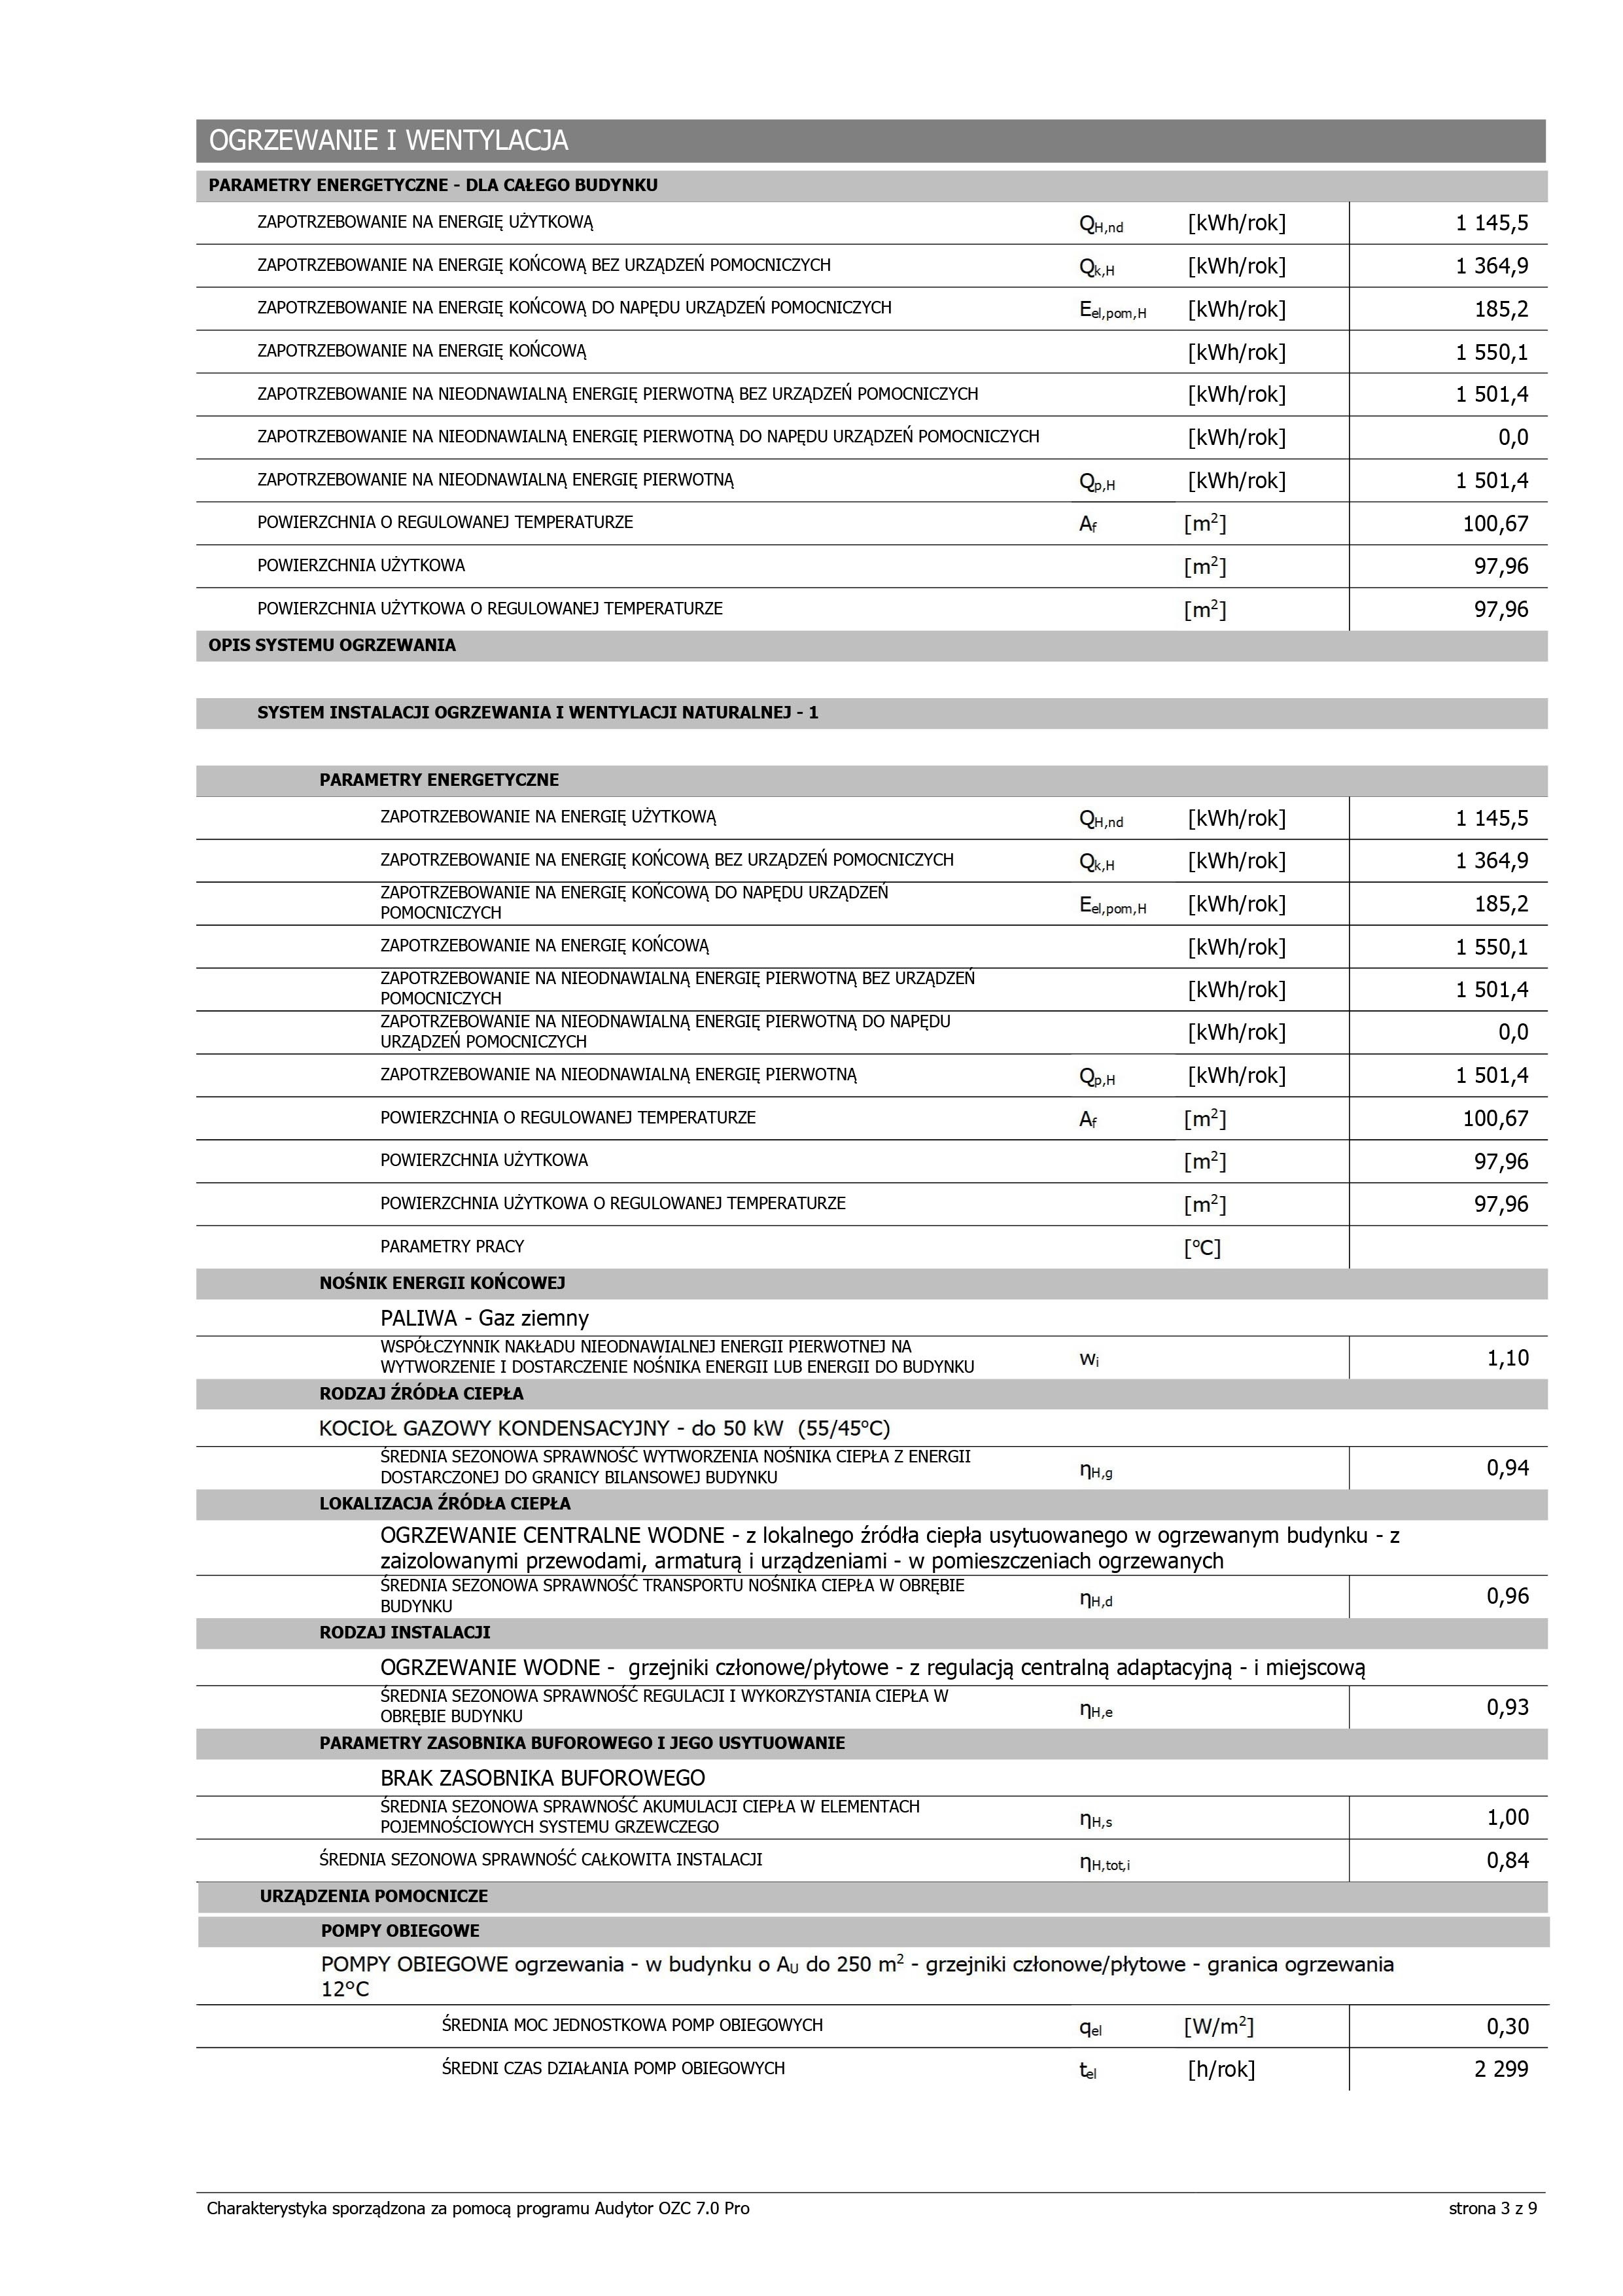 OGRZEWANIE I WENTYLACJA
PARAMETRY ENERGETYCZNE - DLA CAŁEGO BUDYNKU
ZAPOTRZEBOWANIE NA ENERGIĘ UŻYTKOWĄ QH,nd [kWh/rok] 1 145,5
ZAPOTRZEBOWANIE NA ENERGIĘ KOŃCOWĄ BEZ URZĄDZEŃ POMOCNICZYCH Qk,H [kWh/rok] 1 364,9
ZAPOTRZEBOWANIE NA ENERGIĘ KOŃCOWĄ DO NAPĘDU URZĄDZEŃ POMOCNICZYCH Eel,pom,H [kWh/rok] 185,2
ZAPOTRZEBOWANIE NA ENERGIĘ KOŃCOWĄ [kWh/rok] 1 550,1
ZAPOTRZEBOWANIE NA NIEODNAWIALNĄ ENERGIĘ PIERWOTNĄ BEZ URZĄDZEŃ POMOCNICZYCH [kWh/rok] 1 501,4
ZAPOTRZEBOWANIE NA NIEODNAWIALNĄ ENERGIĘ PIERWOTNĄ DO NAPĘDU URZĄDZEŃ POMOCNICZYCH [kWh/rok] 0,0
ZAPOTRZEBOWANIE NA NIEODNAWIALNĄ ENERGIĘ PIERWOTNĄ Qp,H [kWh/rok] 1 501,4
POWIERZCHNIA O REGULOWANEJ TEMPERATURZE Af [m²] 100,67
POWIERZCHNIA UŻYTKOWA [m²] 97,96
POWIERZCHNIA UŻYTKOWA O REGULOWANEJ TEMPERATURZE [m²] 97,96
OPIS SYSTEMU OGRZEWANIA
SYSTEM INSTALACJI OGRZEWANIA I WENTYLACJI NATURALNEJ - 1
PARAMETRY ENERGETYCZNE
ZAPOTRZEBOWANIE NA ENERGIĘ UŻYTKOWĄ QH,nd [kWh/rok] 1 145,5
ZAPOTRZEBOWANIE NA ENERGIĘ KOŃCOWĄ BEZ URZĄDZEŃ POMOCNICZYCH Qk,H [kWh/rok] 1 364,9
ZAPOTRZEBOWANIE NA ENERGIĘ KOŃCOWĄ DO NAPĘDU URZĄDZEŃ
POMOCNICZYCH Eel,pom,H [kWh/rok] 185,2
ZAPOTRZEBOWANIE NA ENERGIĘ KOŃCOWĄ [kWh/rok] 1 550,1
ZAPOTRZEBOWANIE NA NIEODNAWIALNĄ ENERGIĘ PIERWOTNĄ BEZ URZĄDZEŃ
POMOCNICZYCH [kWh/rok] 1 501,4
ZAPOTRZEBOWANIE NA NIEODNAWIALNĄ ENERGIĘ PIERWOTNĄ DO NAPĘDU
URZĄDZEŃ POMOCNICZYCH [kWh/rok] 0,0
ZAPOTRZEBOWANIE NA NIEODNAWIALNĄ ENERGIĘ PIERWOTNĄ Qp,H [kWh/rok] 1 501,4
POWIERZCHNIA O REGULOWANEJ TEMPERATURZE Af [m²] 100,67
POWIERZCHNIA UŻYTKOWA [m²] 97,96
POWIERZCHNIA UŻYTKOWA O REGULOWANEJ TEMPERATURZE [m²] 97,96
PARAMETRY PRACY [ºC]
NOŚNIK ENERGII KOŃCOWEJ
PALIWA - Gaz ziemny
WSPÓŁCZYNNIK NAKŁADU NIEODNAWIALNEJ ENERGII PIERWOTNEJ NA
WYTWORZENIE I DOSTARCZENIE NOŚNIKA ENERGII LUB ENERGII DO BUDYNKU wi 1,10
RODZAJ ŹRÓDŁA CIEPŁA
KOCIOŁ GAZOWY KONDENSACYJNY - do 50 kW (55/45ºC)
ŚREDNIA SEZONOWA SPRAWNOŚĆ WYTWORZENIA NOŚNIKA CIEPŁA Z ENERGII
DOSTARCZONEJ DO GRANICY BILANSOWEJ BUDYNKU ηH,g 0,94
LOKALIZACJA ŹRÓDŁA CIEPŁA
OGRZEWANIE CENTRALNE WODNE - z lokalnego źródła ciepła usytuowanego w ogrzewanym budynku - z
zaizolowanymi przewodami, armaturą i urządzeniami - w pomieszczeniach ogrzewanych
ŚREDNIA SEZONOWA SPRAWNOŚĆ TRANSPORTU NOŚNIKA CIEPŁA W OBRĘBIE
BUDYNKU ηH,d 0,96
RODZAJ INSTALACJI
OGRZEWANIE WODNE - grzejniki członowe/płytowe - z regulacją centralną adaptacyjną - i miejscową
ŚREDNIA SEZONOWA SPRAWNOŚĆ REGULACJI I WYKORZYSTANIA CIEPŁA W
OBRĘBIE BUDYNKU ηH,e 0,93
PARAMETRY ZASOBNIKA BUFOROWEGO I JEGO USYTUOWANIE
BRAK ZASOBNIKA BUFOROWEGO
ŚREDNIA SEZONOWA SPRAWNOŚĆ AKUMULACJI CIEPŁA W ELEMENTACH
POJEMNOŚCIOWYCH SYSTEMU GRZEWCZEGO ηH,s 1,00
ŚREDNIA SEZONOWA SPRAWNOŚĆ CAŁKOWITA INSTALACJI ηH,tot,i 0,84
URZĄDZENIA POMOCNICZE
POMPY OBIEGOWE
POMPY OBIEGOWE ogrzewania - w budynku o AU do 250 m² - grzejniki członowe/płytowe - granica ogrzewania
12°C
ŚREDNIA MOC JEDNOSTKOWA POMP OBIEGOWYCH qel [W/m²] 0,30
ŚREDNI CZAS DZIAŁANIA POMP OBIEGOWYCH tel [h/rok] 2 299
Charakterystyka sporządzona za pomocą programu Audytor OZC 7.0 Pro strona 3 z 9